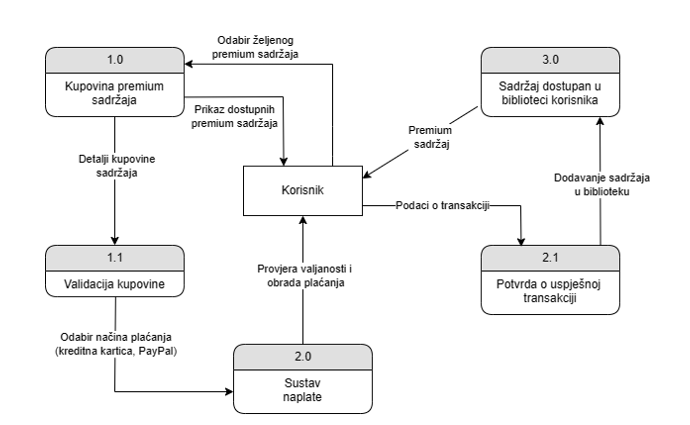 Odabir željenog
premium sadržaja
1.0
Kupovina premium
sadržaja
3.0
Sadržaj dostupan u
biblioteci korisnika
Prikaz dostupnih
premium sadržaja
Premium
sadržaj
Detalji kupovine
sadržaja
Korisnik
Dodavanje sadržaja
u biblioteku
Podaci o transakciji
1.1
Validacija kupovine
Provjera valjanosti i
obrada plaćanja
2.1
Potvrda o uspješnoj
transakciji
Odabir načina plaćanja
(kreditna kartica, PayPal)
2.0
Sustav
naplate